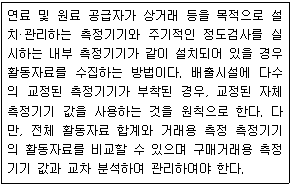 연료 및 원료 공급자가 상거래 등을 목적으로 설
치·관리하는 측정기기와 주기적인 정도검사를 실
시하는 내부 측정기기가 같이 설치되어 있을 경우
활동자료를 수집하는 방법이다. 배출시설에 다수
의 교정된 측정기기가 부착된 경우, 교정된 자체
측정기기 값을 사용하는 것을 원칙으로 한다. 다
만, 전체 활동자료 합계와 거래용 측정 측정기기
의 활동자료를 비교할 수 있으며 구매거래용 측정
기기 값과 교차 분석하여 관리하여야 한다.